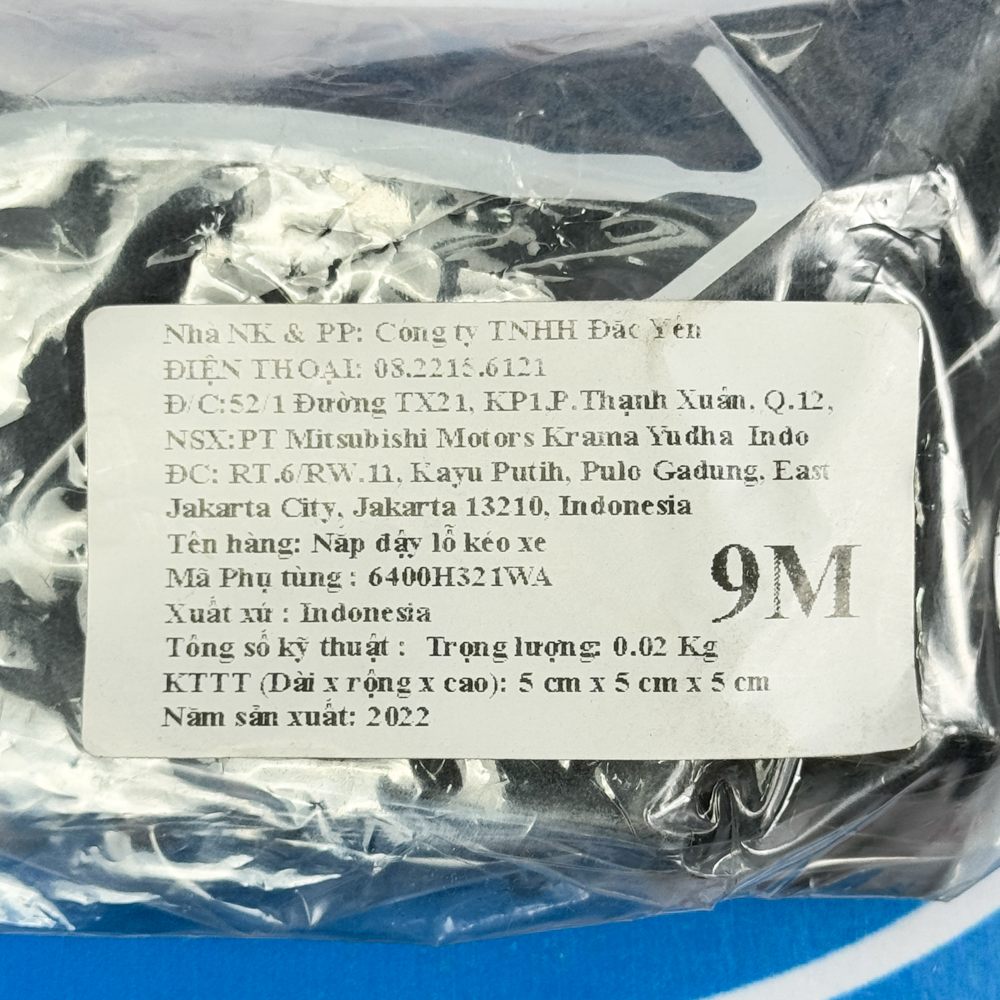 Nhà NK & PP: Công ty TNHH Đắc Yên
ĐIỆN THOẠI: 08.2215.6121
Đ/C:52/1 Đường TX21, KP1,P.Thạnh Xuân. Q.12,
NSX:PT Mitsubishi Motors Krama Yudha Indo
ĐC: RT.6/RW.11, Kayu Putih, Pulo Gadung, East
Jakarta City, Jakarta 13210, Indonesia
Tên hàng: Nắp đậy lỗ kéo xe
Mã Phụ tùng : 6400H321WA
9M
Xuất xứ : Indonesia
Tổng số kỹ thuật : Trọng lượng: 0.02 Kg
KTTT (Dài x rộng x cao): 5 cm x 5 cm x 5 cm
Năm sản xuất: 2022